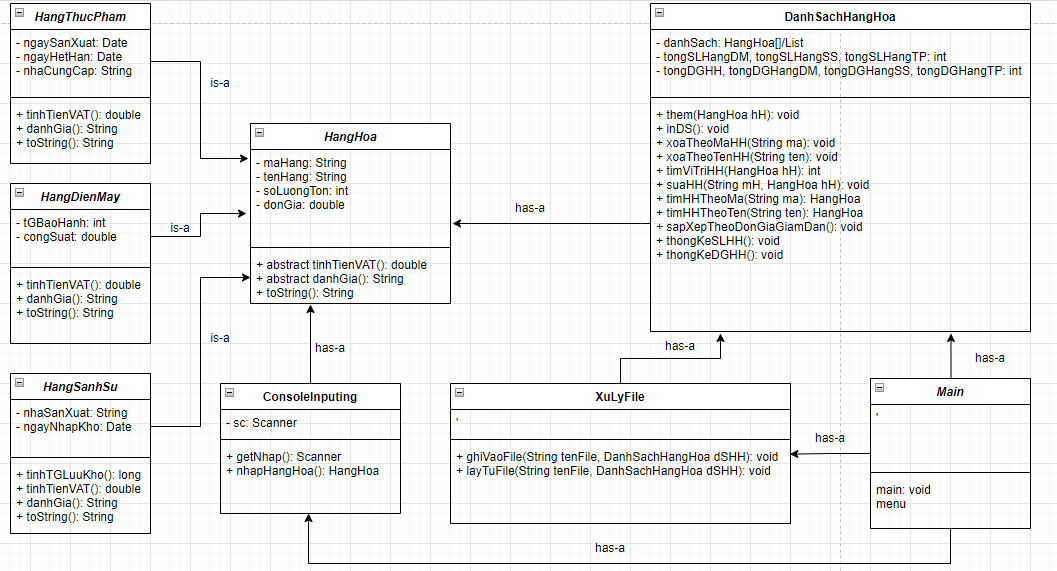 HangThucPham
- ngaySanXuat: Date
- ngayHetHan: Date
- nhaCungCap: String
+ tinhTienVAT(): double
+ danhGia(): String
+ toString(): String
is-a
HangDienMay
- tGBaoHanh: int
- congSuat: double
+ tinhTienVAT(): double
+ danhGia(): String
+ toString(): String
is-a
HangSanhSu
- nhaSanXuat: String
- ngayNhapKho: Date
+ tinhTGLuuKho(): long
+ tinhTienVAT(): double
+ danhGia(): String
+ toString(): String
is-a
HangHoa
- maHang: String
- tenHang: String
- soLuongTon: int
- donGia: double
+ abstract tinhTienVAT(): double
+ abstract danhGia(): String
+ toString(): String
has-a
DanhSachHangHoa
- danhSach: HangHoa[]/List
- tongSLHangDM, tongSLHangSS, tongSLHangTP: int
- tongDGHH, tongDGHangDM, tongDGHangSS, tongDGHangTP: int
+ them(HangHoa hH): void
+ inDS(): void
+ xoaTheoMaHH(String ma): void
+ xoaTheoTenHH(String ten): void
+ timViTriHH(HangHoa hH): int
+ suaHH(String mH, HangHoa hH): void
+ timHHTheoMa(String ma): HangHoa
+ timHHTheoTen(String ten): HangHoa
+ sapXepTheoDonGiaGiamDan(): void
+ thongKeSLHH(): void
+ thongKeDGHH(): void
has-a
has-a
has-a
ConsoleInputing
- sc: Scanner
+ getNhap(): Scanner
+ nhapHangHoa(): HangHoa
XuLyFile
'
+ ghiVaoFile(String tenFile, DanhSachHangHoa dSHH): void
+ layTuFile(String tenFile, DanhSachHangHoa dSHH): void
has-a
Main
'
main: void
menu
has-a